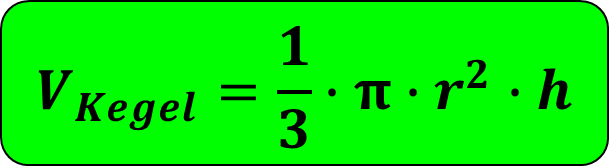 V_Kegel = 1/3 · π · r² · h